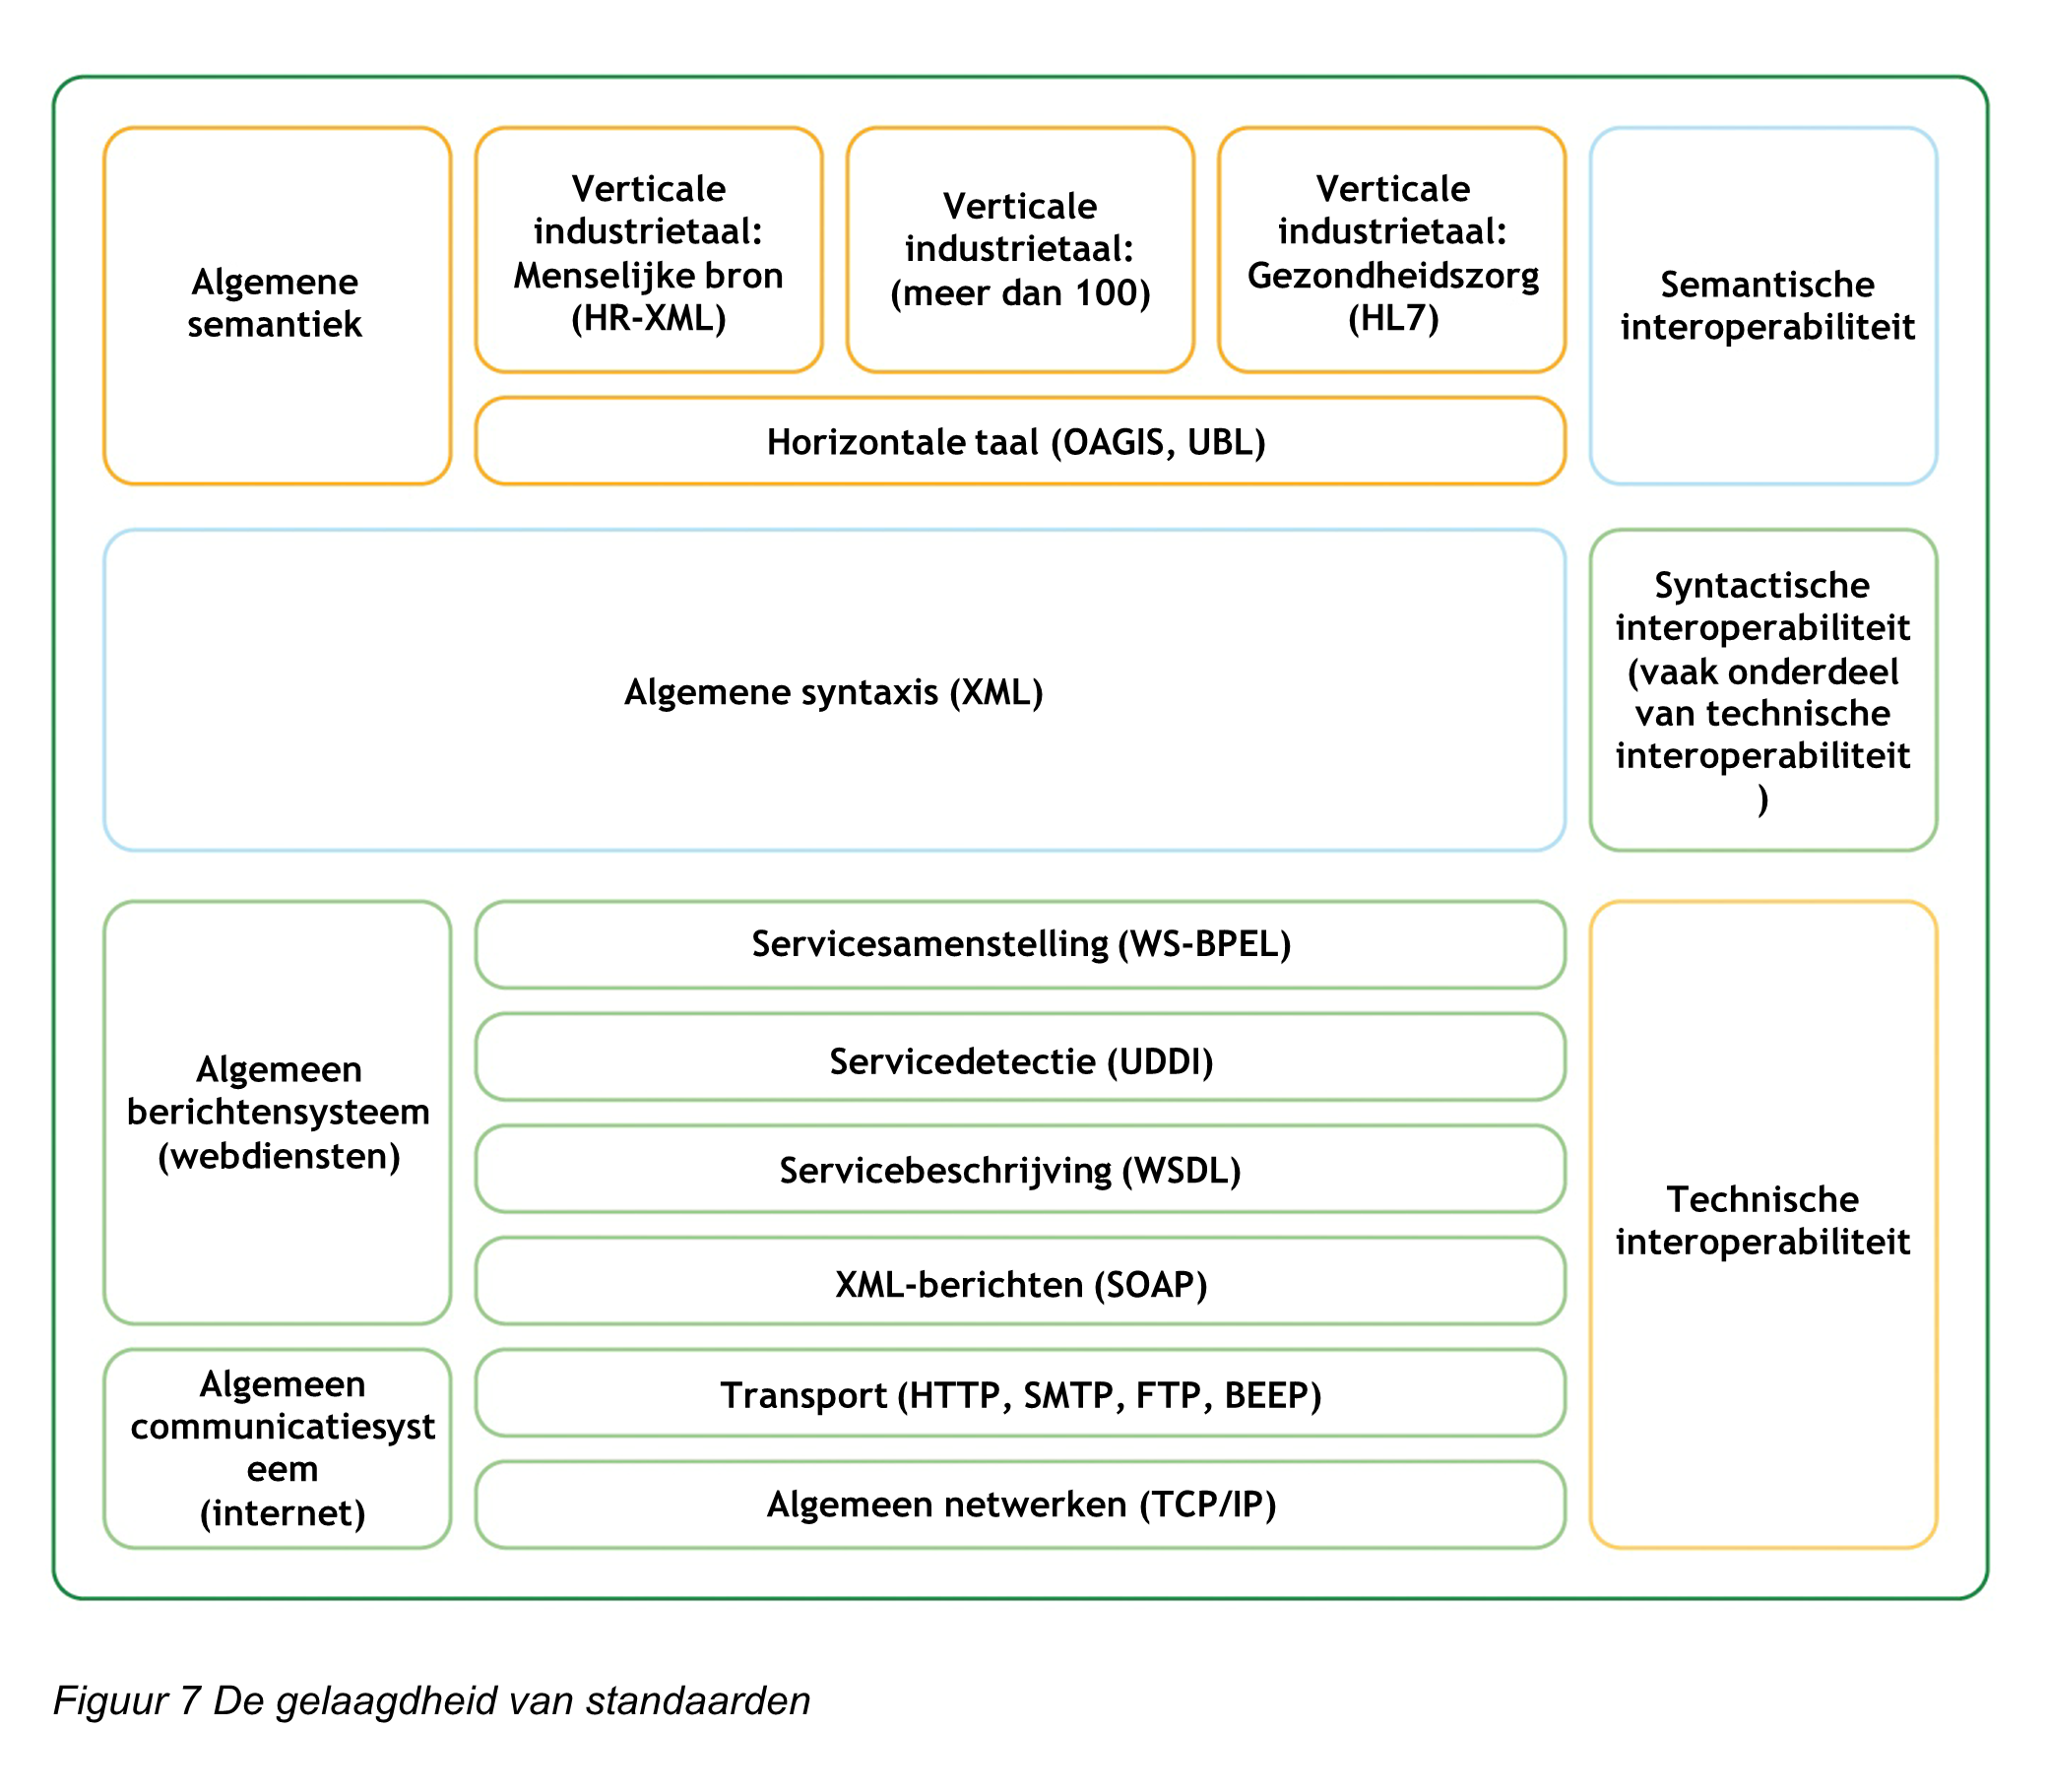 Algemene
semantiek
Verticale
industrietaal:
Menselijke bron
(HR-XML)
Verticale
industrietaal:
(meer dan 100)
Verticale
industrietaal:
Gezondheidszorg
(HL7)
Horizontale taal (OAGIS, UBL)
Semantische
interoperabiliteit
Algemene syntaxis (XML)
Syntactische
interoperabiliteit
(vaak onderdeel
van technische
interoperabiliteit
)
Algemeen
berichtensysteem
(webdiensten)
Servicesamenstelling (WS-BPEL)
Servicedetectie (UDDI)
Servicebeschrijving (WSDL)
XML-berichten (SOAP)
Algemeen
communicatiesyst
eem
(internet)
Transport (HTTP, SMTP, FTP, BEEP)
Algemeen netwerken (TCP/IP)
Technische
interoperabiliteit
Figuur 7 De gelaagdheid van standaarden